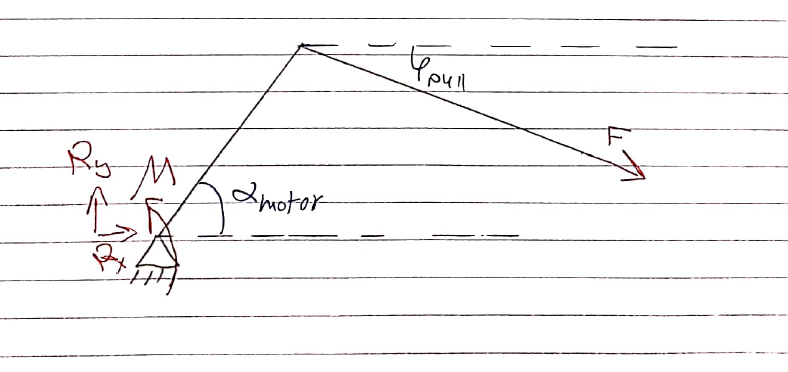 φpull
F
Ry
M
αmotor
Rx